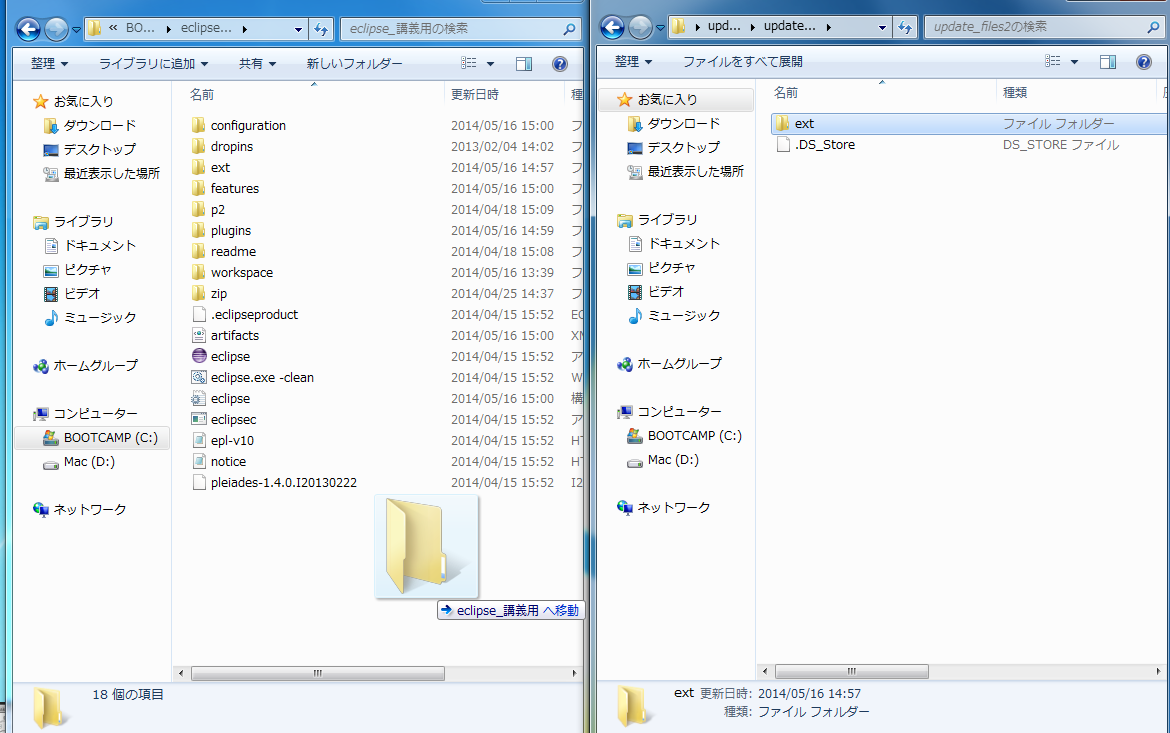 « BO... ▸ eclipse... ▸
eclipse_講義用の検索
整理 ライブラリに追加 共有 新しいフォルダー
お気に入り
ダウンロード
デスクトップ
最近表示した場所
ライブラリ
ドキュメント
ピクチャ
ビデオ
ミュージック
ホームグループ
コンピューター
BOOTCAMP (C:)
Mac (D:)
ネットワーク
名前 更新日時 種
configuration 2014/05/16 15:00 フ
dropins 2013/02/04 14:02 フ
ext 2014/05/16 14:57 フ
features 2014/05/16 15:00 フ
p2 2014/04/18 15:09 フ
plugins 2014/05/16 14:59 フ
readme 2014/04/18 15:08 フ
workspace 2014/05/16 13:39 フ
zip 2014/04/25 14:37 フ
.eclipseproduct 2014/04/15 15:52 EC
artifacts 2014/05/16 15:00 XM
eclipse 2014/04/15 15:52 ア
eclipse.exe -clean 2014/04/15 15:52 W
eclipse 2014/05/16 15:00 構
eclipsec 2014/04/15 15:52 ア
epl-v10 2014/04/15 15:52 HT
notice 2014/04/15 15:52 HT
pleiades-1.4.0.I20130222 2014/04/15 15:52 I2
eclipse_講義用 へ移動
18 個の項目
upd... ▸ update... ▸
update_files2の検索
整理 ファイルをすべて展開
お気に入り
ダウンロード
デスクトップ
最近表示した場所
ライブラリ
ドキュメント
ピクチャ
ビデオ
ミュージック
ホームグループ
コンピューター
BOOTCAMP (C:)
Mac (D:)
ネットワーク
名前 種類
ext ファイル フォルダー
.DS_Store DS_STORE ファイル
ext 更新日時: 2014/05/16 14:57
種類: ファイル フォルダー